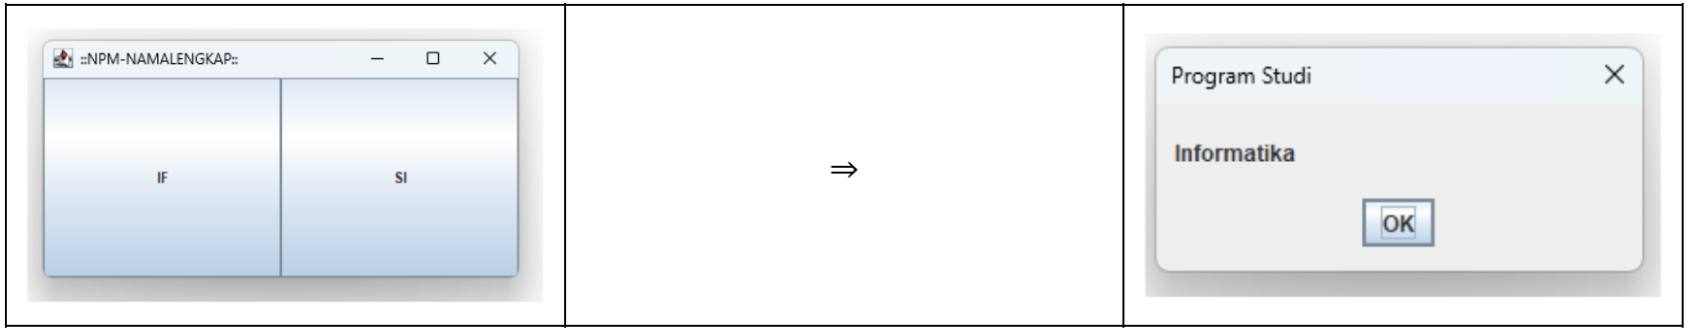 ::NPM-NAMALENGKAP::
IF
SI
⇒
Program Studi
Informatika
OK